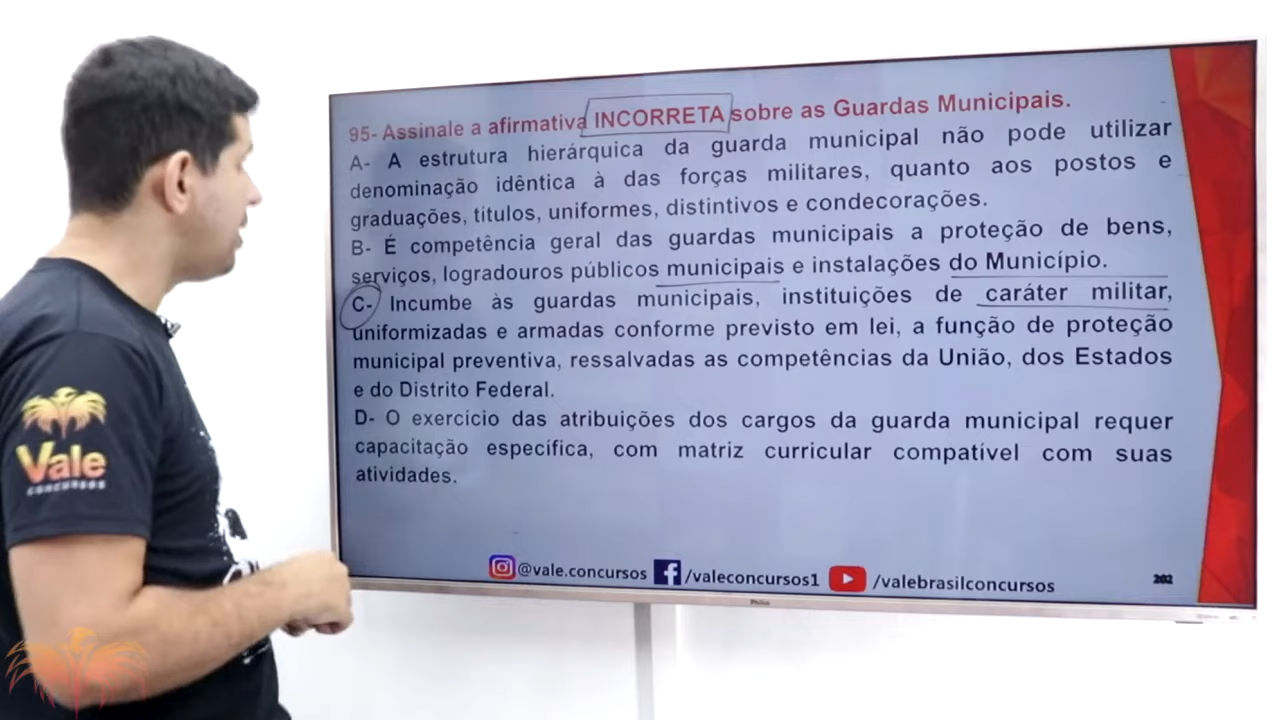 95- Assinale a afirmativa INCORRETA sobre as Guardas Municipais.
A- A estrutura hierárquica da guarda municipal não pode utilizar
denominação idêntica à das forças militares, quanto aos postos e
graduações, títulos, uniformes, distintivos e condecorações.
B- É competência geral das guardas municipais a proteção de bens,
serviços, logradouros públicos municipais e instalações do Município.
C- Incumbe às guardas municipais, instituições de caráter militar,
uniformizadas e armadas conforme previsto em lei, a função de proteção
municipal preventiva, ressalvadas as competências da União, dos Estados
e do Distrito Federal.
D- O exercício das atribuições dos cargos da guarda municipal requer
capacitação específica, com matriz curricular compatível com suas
atividades.
@vale.concursos /valeconcursos1 /valebrasilconcursos
202
Philco
Vale
CONCURSOS